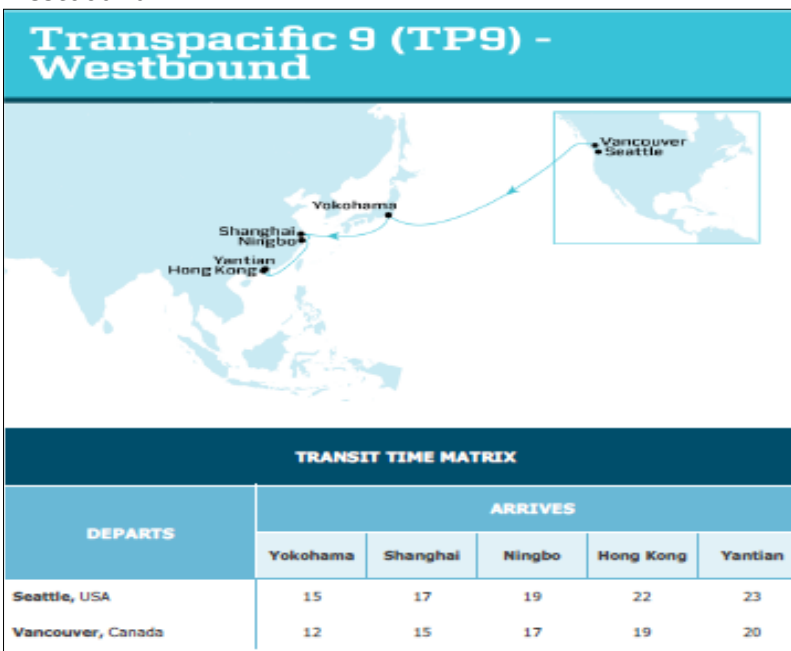 Transpacific 9 (TP9) -
Westbound
Vancouver
Seattle
Yokohama
Shanghai
Ningbo
Yantian
Hong Kong
TRANSIT TIME MATRIX
DEPARTS
ARRIVES
Yokohama Shanghai Ningbo Hong Kong Yantian
Seattle, USA 15 17 19 22 23
Vancouver, Canada 12 15 17 19 20